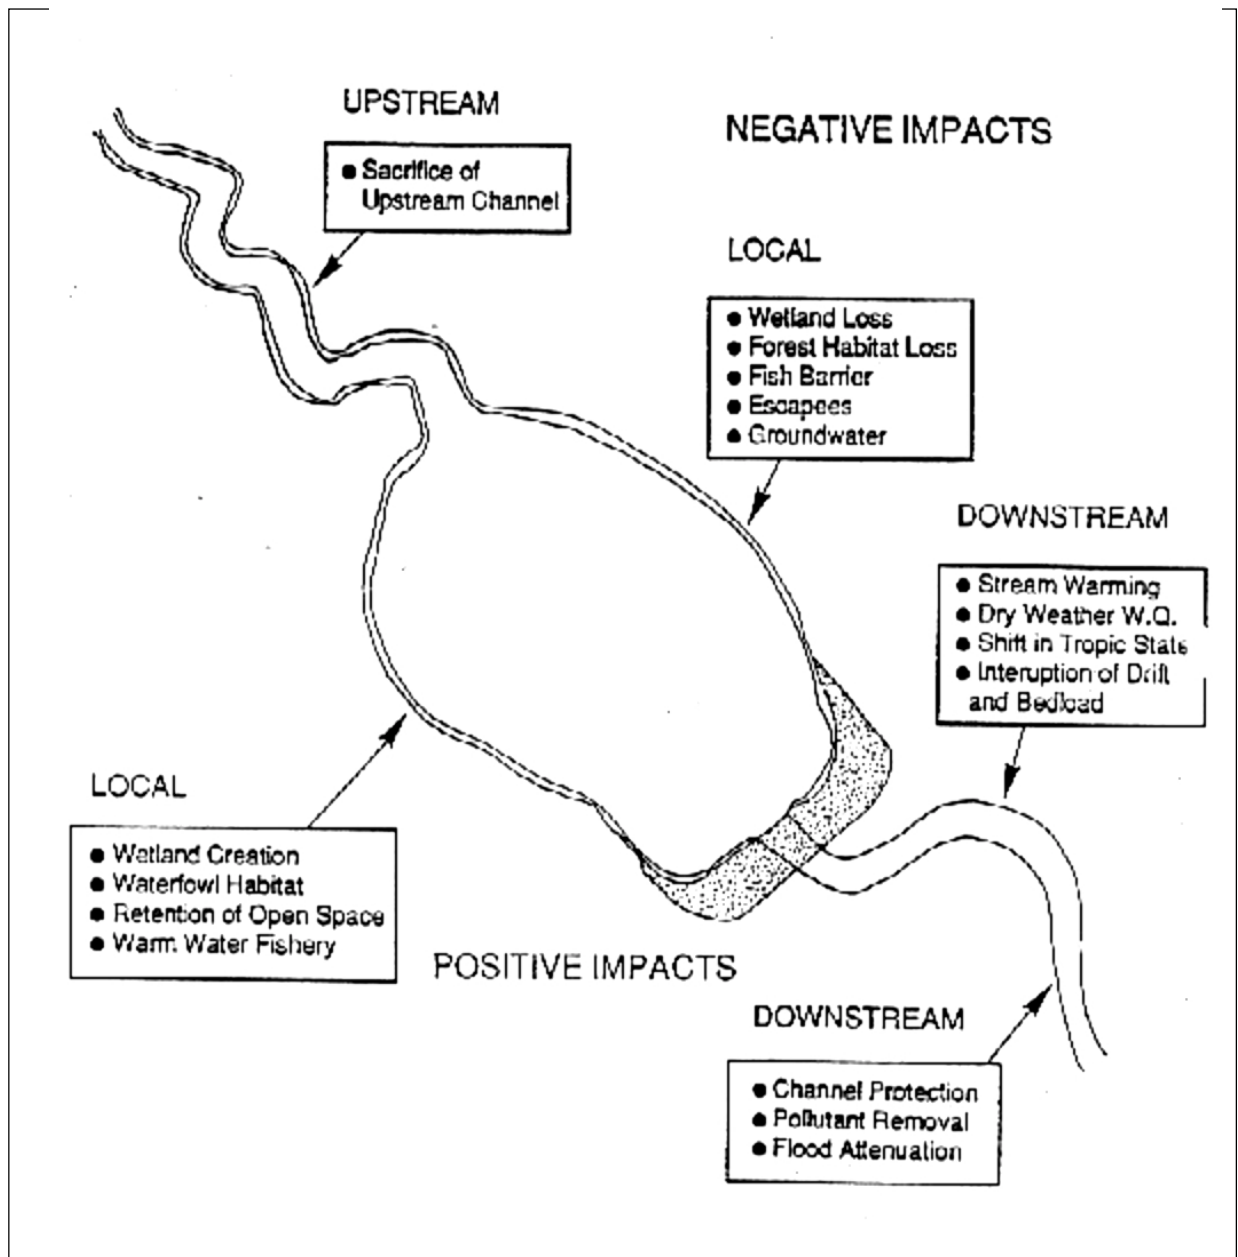 UPSTREAM
NEGATIVE IMPACTS
● Sacrifice of
Upstream Channel
LOCAL
● Wetland Loss
● Forest Habitat Loss
● Fish Barrier
● Escapees
● Groundwater
DOWNSTREAM
● Stream Warming
● Dry Weather W.Q.
● Shift in Tropic State
● Interuption of Drift
and Bedload
LOCAL
● Wetland Creation
● Waterfowl Habitat
● Retention of Open Space
● Warm Water Fishery
POSITIVE IMPACTS
DOWNSTREAM
● Channel Protection
● Pollutant Removal
● Flood Attenuation